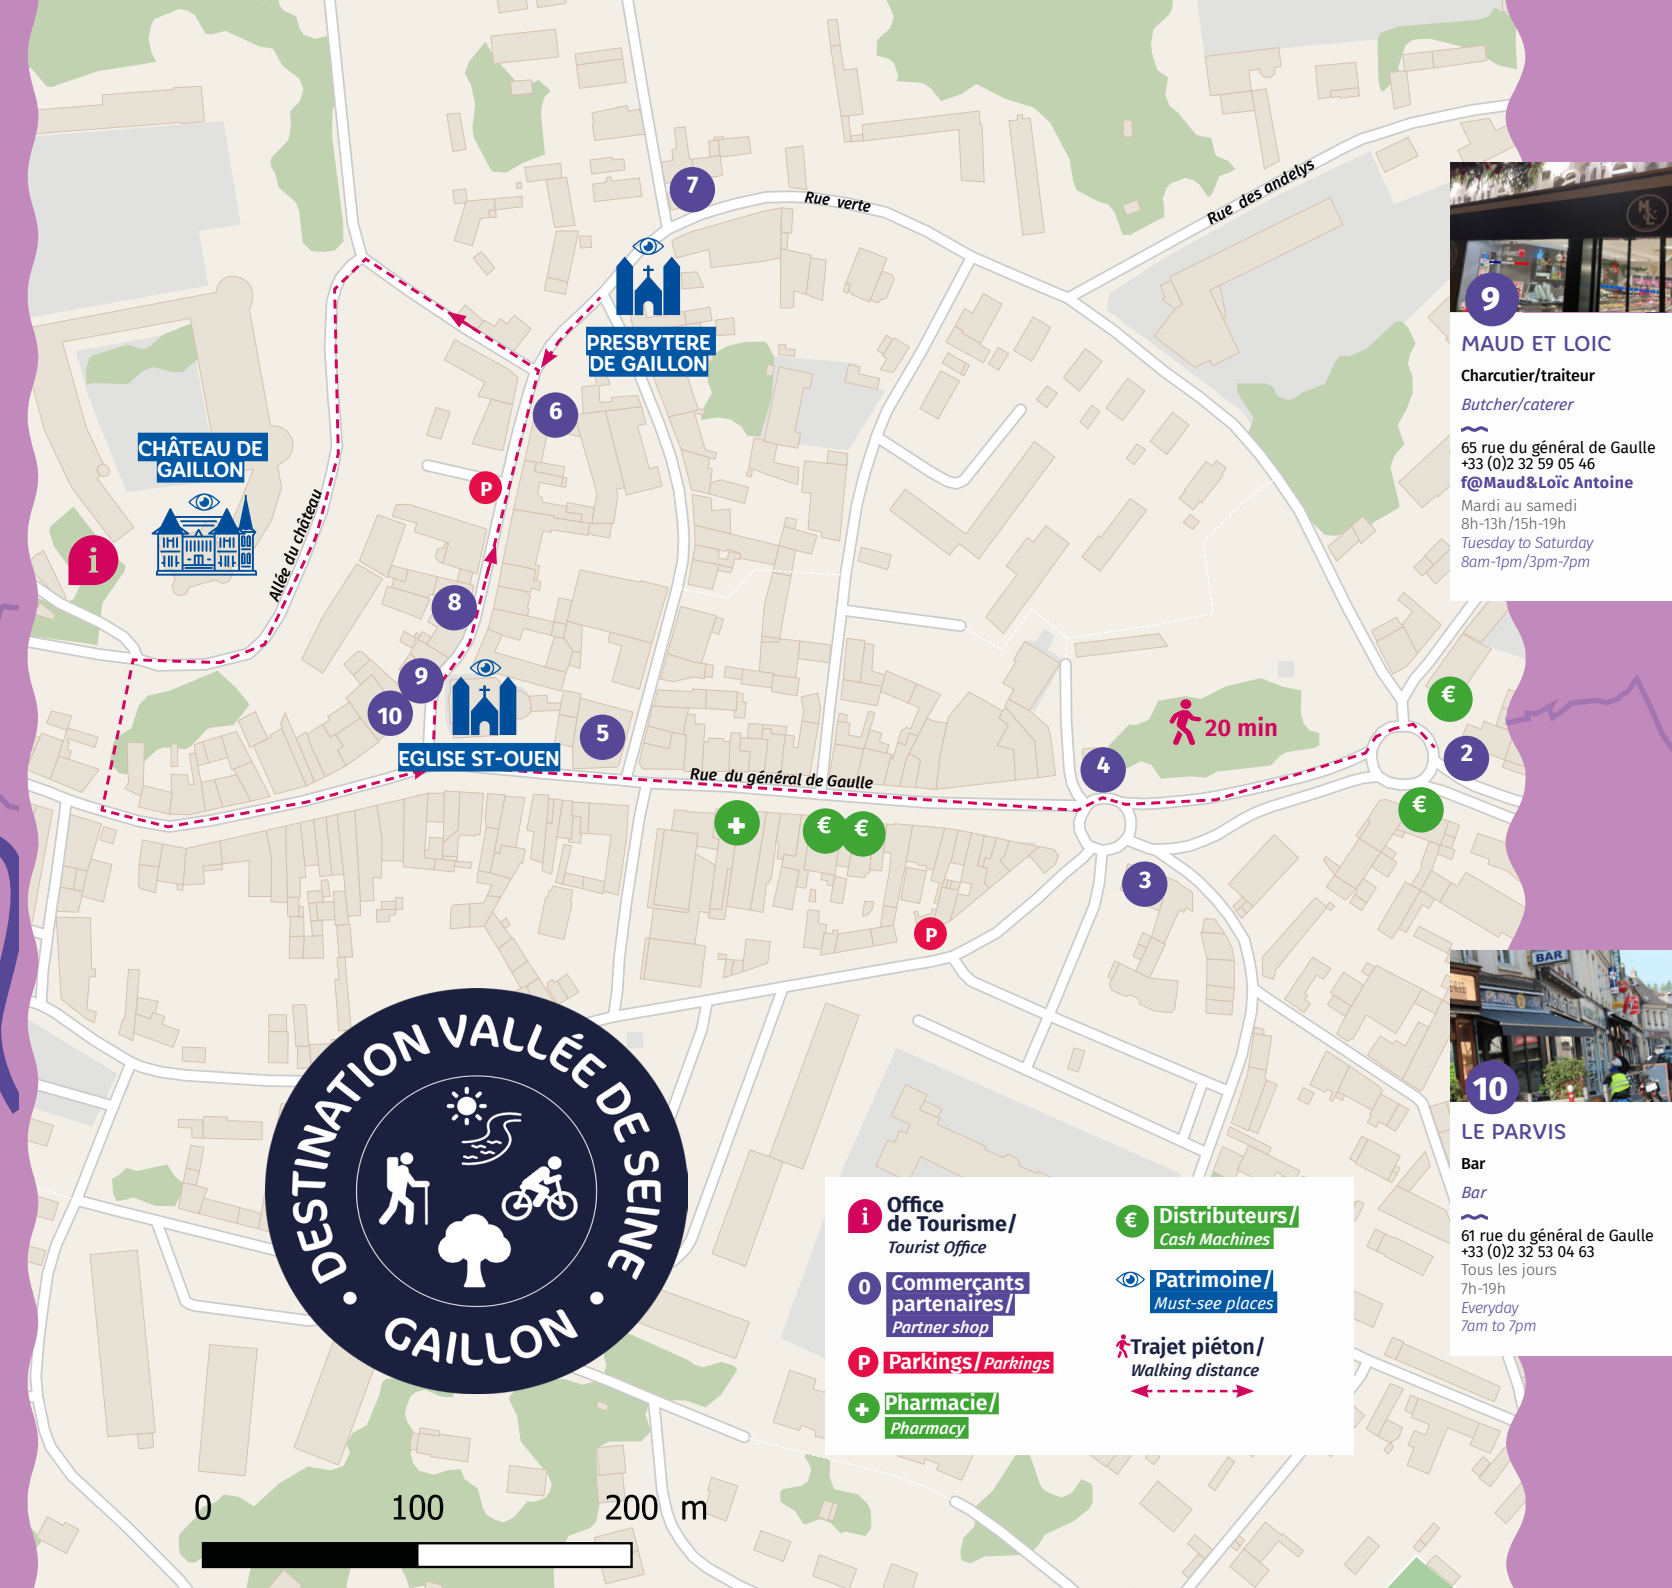 7
Rue verte
Rue des andelys
PRESBYTERE
DE GAILLON
6
CHÂTEAU DE
GAILLON
P
Allée du château
i
8
9
10
5
EGLISE ST-OUEN
Rue du général de Gaulle
20 min
4
€
2
€
€
€
3
P
M&L
9
MAUD ET LOIC
Charcutier/traiteur
Butcher/caterer
65 rue du général de Gaulle
+33 (0)2 32 59 05 46
f@Maud&Loïc Antoine
Mardi au samedi
8h-13h/15h-19h
Tuesday to Saturday
8am-1pm/3pm-7pm
BAR
10
LE PARVIS
Bar
Bar
61 rue du général de Gaulle
+33 (0)2 32 53 04 63
Tous les jours
7h-19h
Everyday
7am to 7pm
DESTINATION VALLÉE DE SEINE
• GAILLON •
i
Office
de Tourisme/
Tourist Office
0
Commerçants
partenaires/
Partner shop
P
Parkings/Parkings
Pharmacie/
Pharmacy
€
Distributeurs/
Cash Machines
Patrimoine/
Must-see places
Trajet piéton/
Walking distance
0 100 200 m